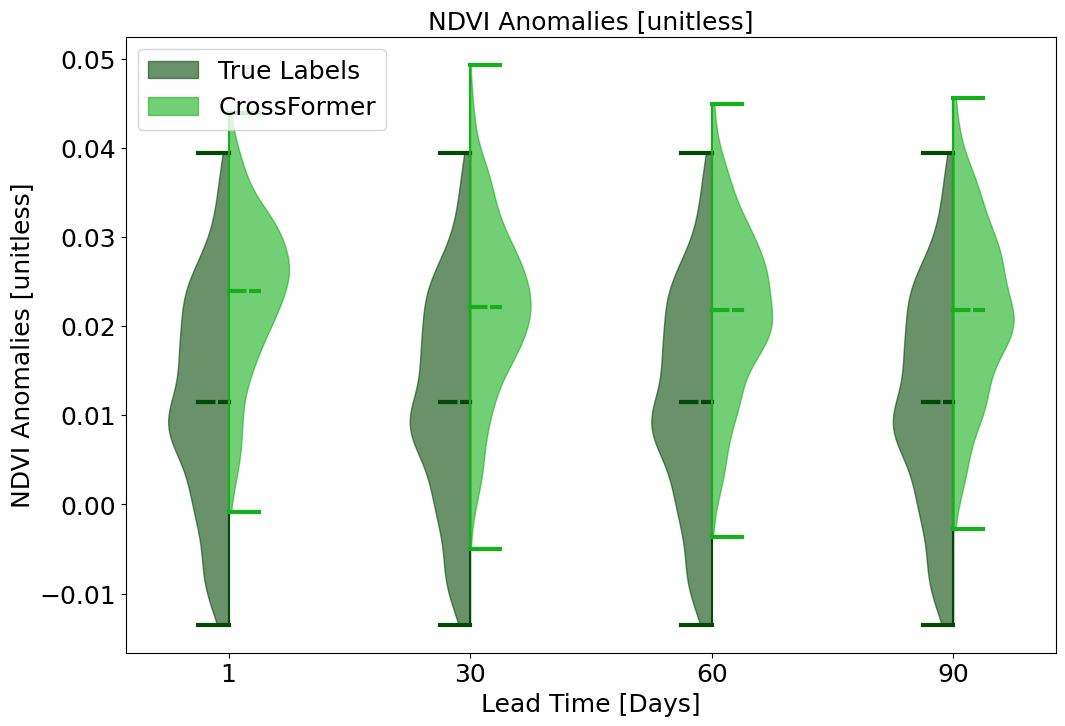 NDVI Anomalies [unitless]
True Labels
CrossFormer
NDVI Anomalies [unitless]
0.05
0.04
0.03
0.02
0.01
0.00
−0.01
1 30 60 90
Lead Time [Days]